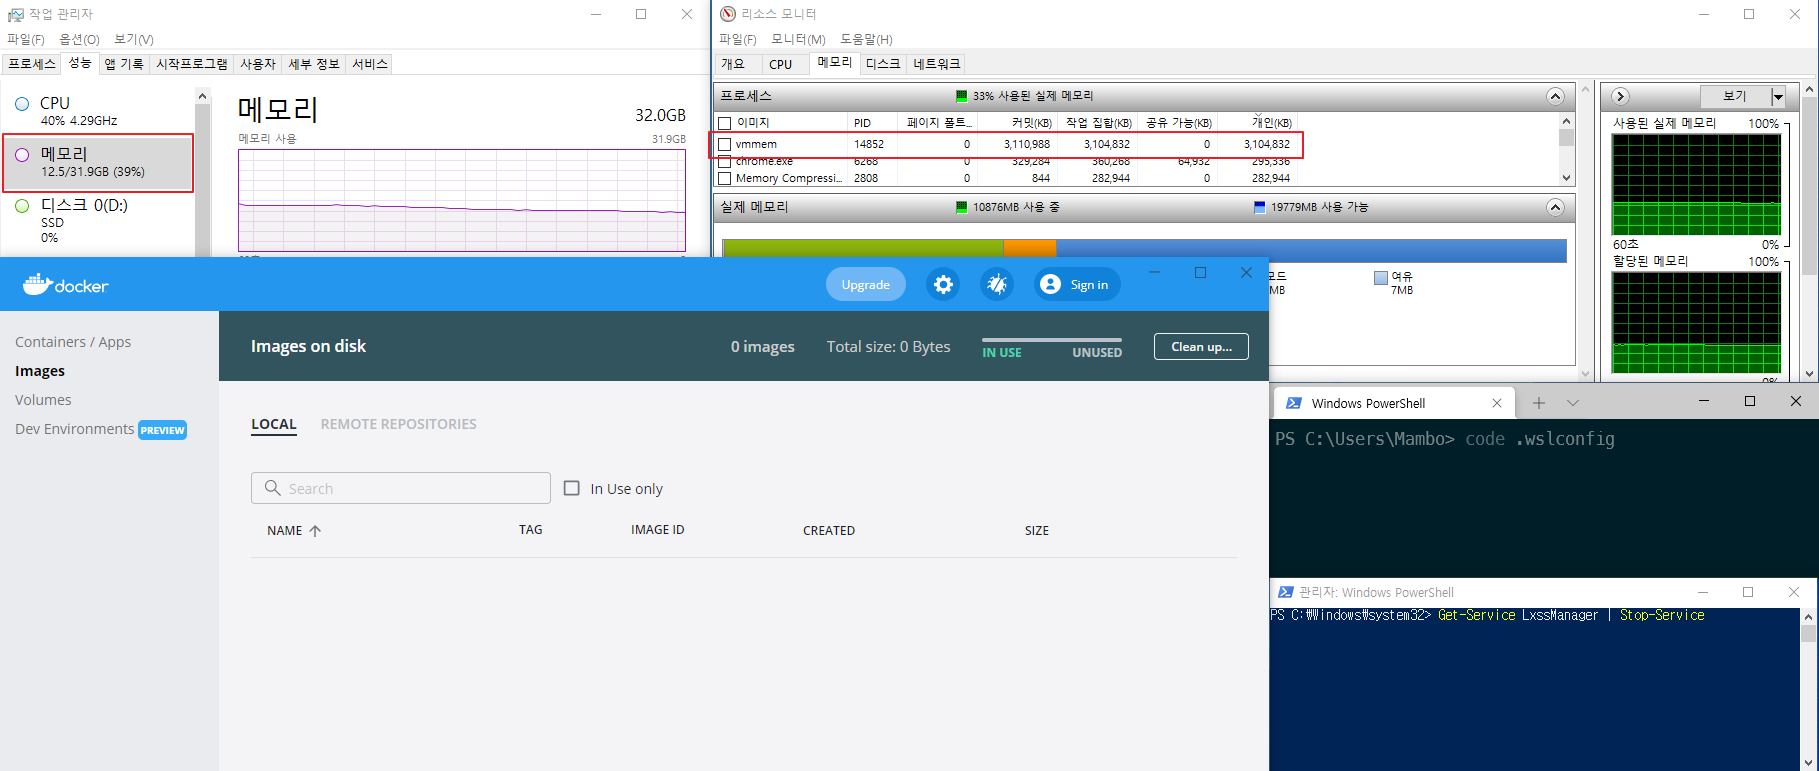 작업 관리자
파일(F) 옵션(O) 보기(V)
프로세스 성능 앱 기록 시작프로그램 사용자 세부 정보 서비스
CPU
40% 4.29GHz
메모리
12.5/31.9GB (39%)
디스크 0(D:)
SSD
0%
메모리 32.0GB
메모리 사용 31.9GB
리소스 모니터
파일(F) 모니터(M) 도움말(H)
개요 CPU 메모리 디스크 네트워크
프로세스 33% 사용된 실제 메모리
이미지 PID 페이지 폴트... 커밋(KB) 작업 집합(KB) 공유 가능(KB) 개인(KB)
vmmem 14852 0 3,110,988 3,104,832 0 3,104,832
chrome.exe 6268 0 329,284 360,268 64,932 295,336
Memory Compressi... 2808 0 844 282,944 0 282,944
실제 메모리 10876MB 사용 중 19779MB 사용 가능
모드 여유
MB 7MB
보기
사용된 실제 메모리 100%
60초 0%
할당된 메모리 100%
0%
docker
Upgrade
Sign in
Containers / Apps
Images
Volumes
Dev Environments PREVIEW
Images on disk 0 images Total size: 0 Bytes IN USE UNUSED Clean up...
LOCAL REMOTE REPOSITORIES
Search In Use only
NAME TAG IMAGE ID CREATED SIZE
Windows PowerShell
PS C:\Users\Mambo> code .wslconfig
관리자: Windows PowerShell
PS C:₩Windows₩system32> Get-Service LxssManager | Stop-Service